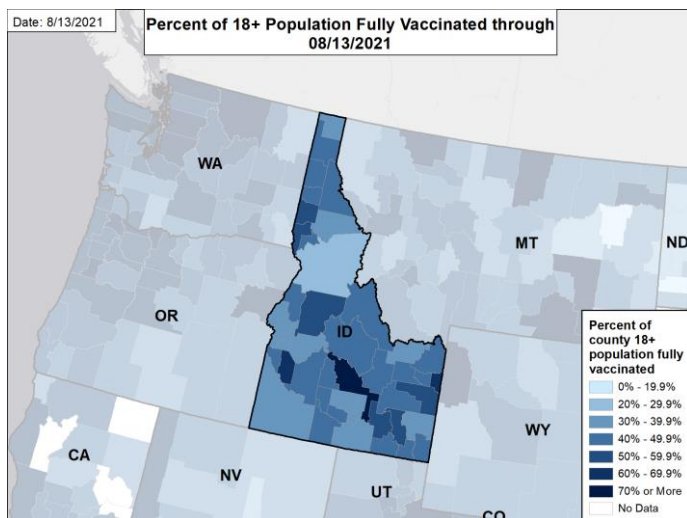 Date: 8/13/2021
Percent of 18+ Population Fully Vaccinated through
08/13/2021
WA
MT
ND
OR
ID
WY
CA
NV
UT
CO
Percent of
county 18+
population fully
vaccinated
0% - 19.9%
20% - 29.9%
30% - 39.9%
40% - 49.9%
50% - 59.9%
60% - 69.9%
70% or More
No Data